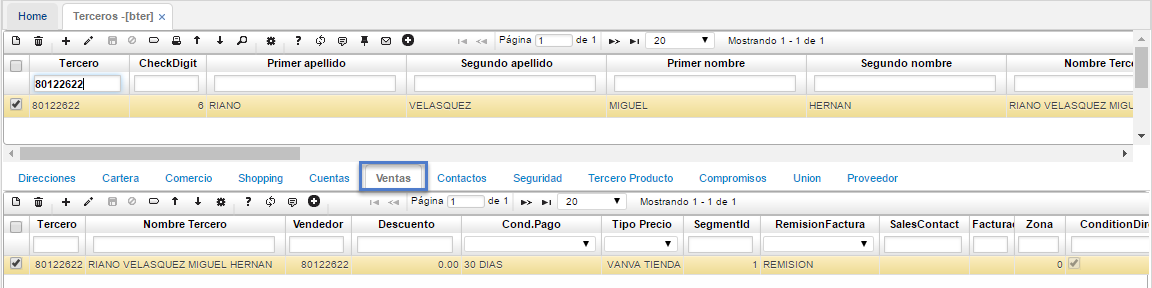 Home Terceros -[bter] ×
Página 1 de 1 20 Mostrando 1 - 1 de 1
Tercero CheckDigit Primer apellido Segundo apellido Primer nombre Segundo nombre Nombre Terc
80122622
80122622 6 RIANO VELASQUEZ MIGUEL HERNAN RIANO VELASQUEZ MIGU
Direcciones Cartera Comercio Shopping Cuentas Ventas Contactos Seguridad Tercero Producto Compromisos Union Proveedor
Página 1 de 1 20 Mostrando 1 - 1 de 1
Tercero Nombre Tercero Vendedor Descuento Cond.Pago Tipo Precio SegmentId RemisionFactura SalesContact Factura Zona ConditionDir
80122622 RIANO VELASQUEZ MIGUEL HERNAN 80122622 0.00 30 DIAS VANVA TIENDA 1 REMISION 0